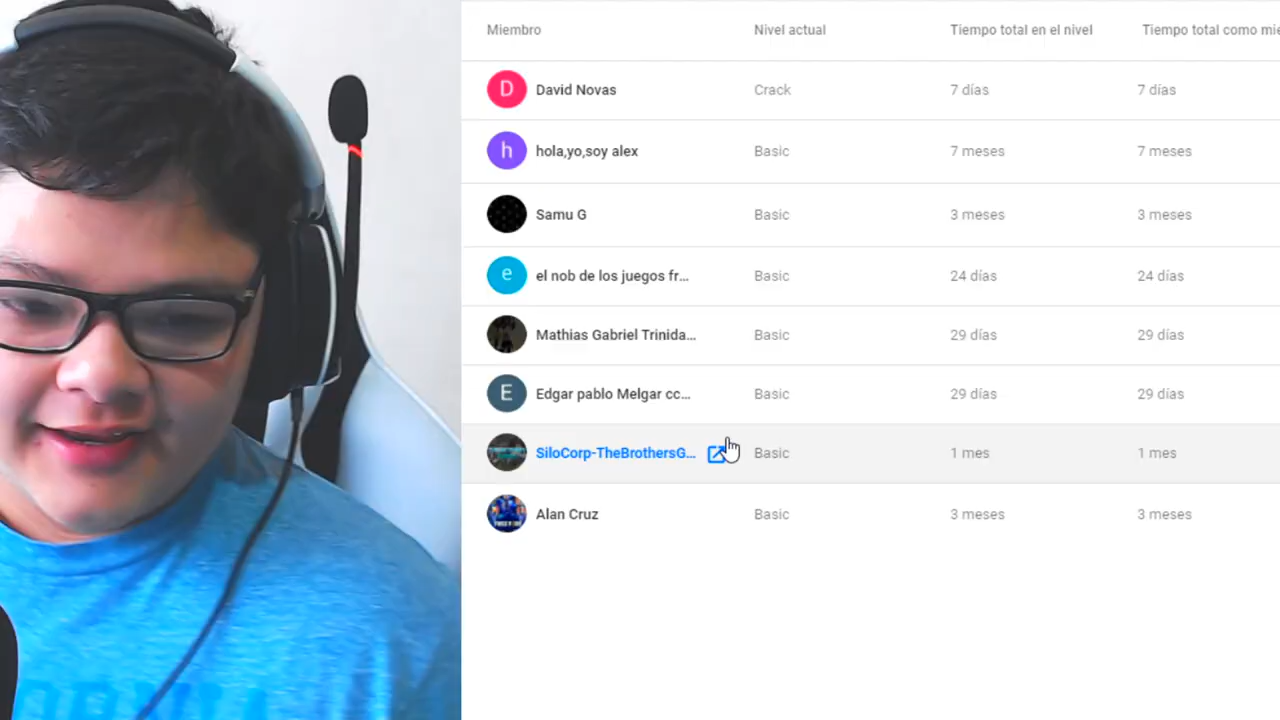 Miembro Nivel actual Tiempo total en el nivel Tiempo total como mie
D David Novas Crack 7 días 7 días
h hola,yo,soy alex Basic 7 meses 7 meses
Samu G Basic 3 meses 3 meses
e el nob de los juegos fr... Basic 24 días 24 días
Mathias Gabriel Trinida... Basic 29 días 29 días
E Edgar pablo Melgar cc... Basic 29 días 29 días
SiloCorp-TheBrothersG... Basic 1 mes 1 mes
Alan Cruz Basic 3 meses 3 meses